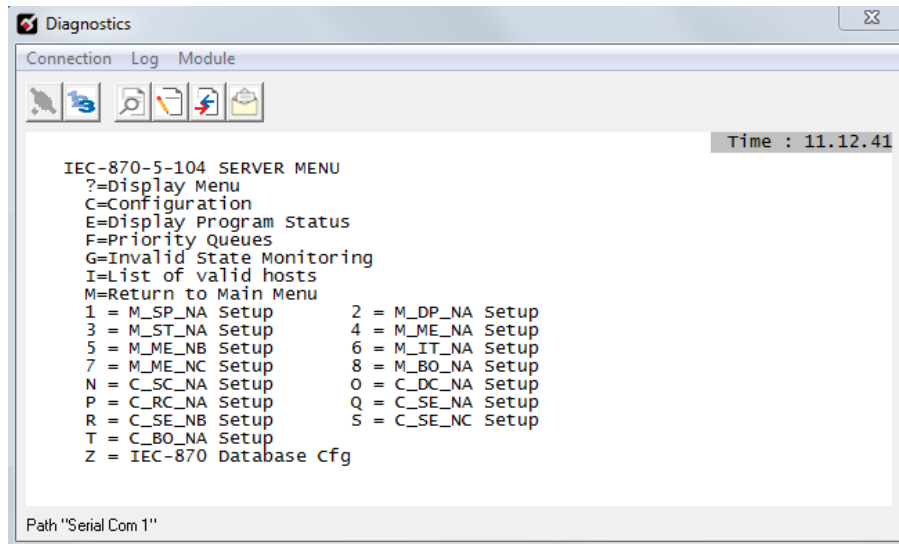 Diagnostics
Connection Log Module
Time : 11.12.41
IEC-870-5-104 SERVER MENU
?=Display Menu
C=Configuration
E=Display Program Status
F=Priority Queues
G=Invalid State Monitoring
I=List of valid hosts
M=Return to Main Menu
1 = M_SP_NA Setup 2 = M_DP_NA Setup
3 = M_ST_NA Setup 4 = M_ME_NA Setup
5 = M_ME_NB Setup 6 = M_IT_NA Setup
7 = M_ME_NC Setup 8 = M_BO_NA Setup
N = C_SC_NA Setup O = C_DC_NA Setup
P = C_RC_NA Setup Q = C_SE_NA Setup
R = C_SE_NB Setup S = C_SE_NC Setup
T = C_BO_NA Setup
Z = IEC-870 Database Cfg
Path "Serial Com 1"